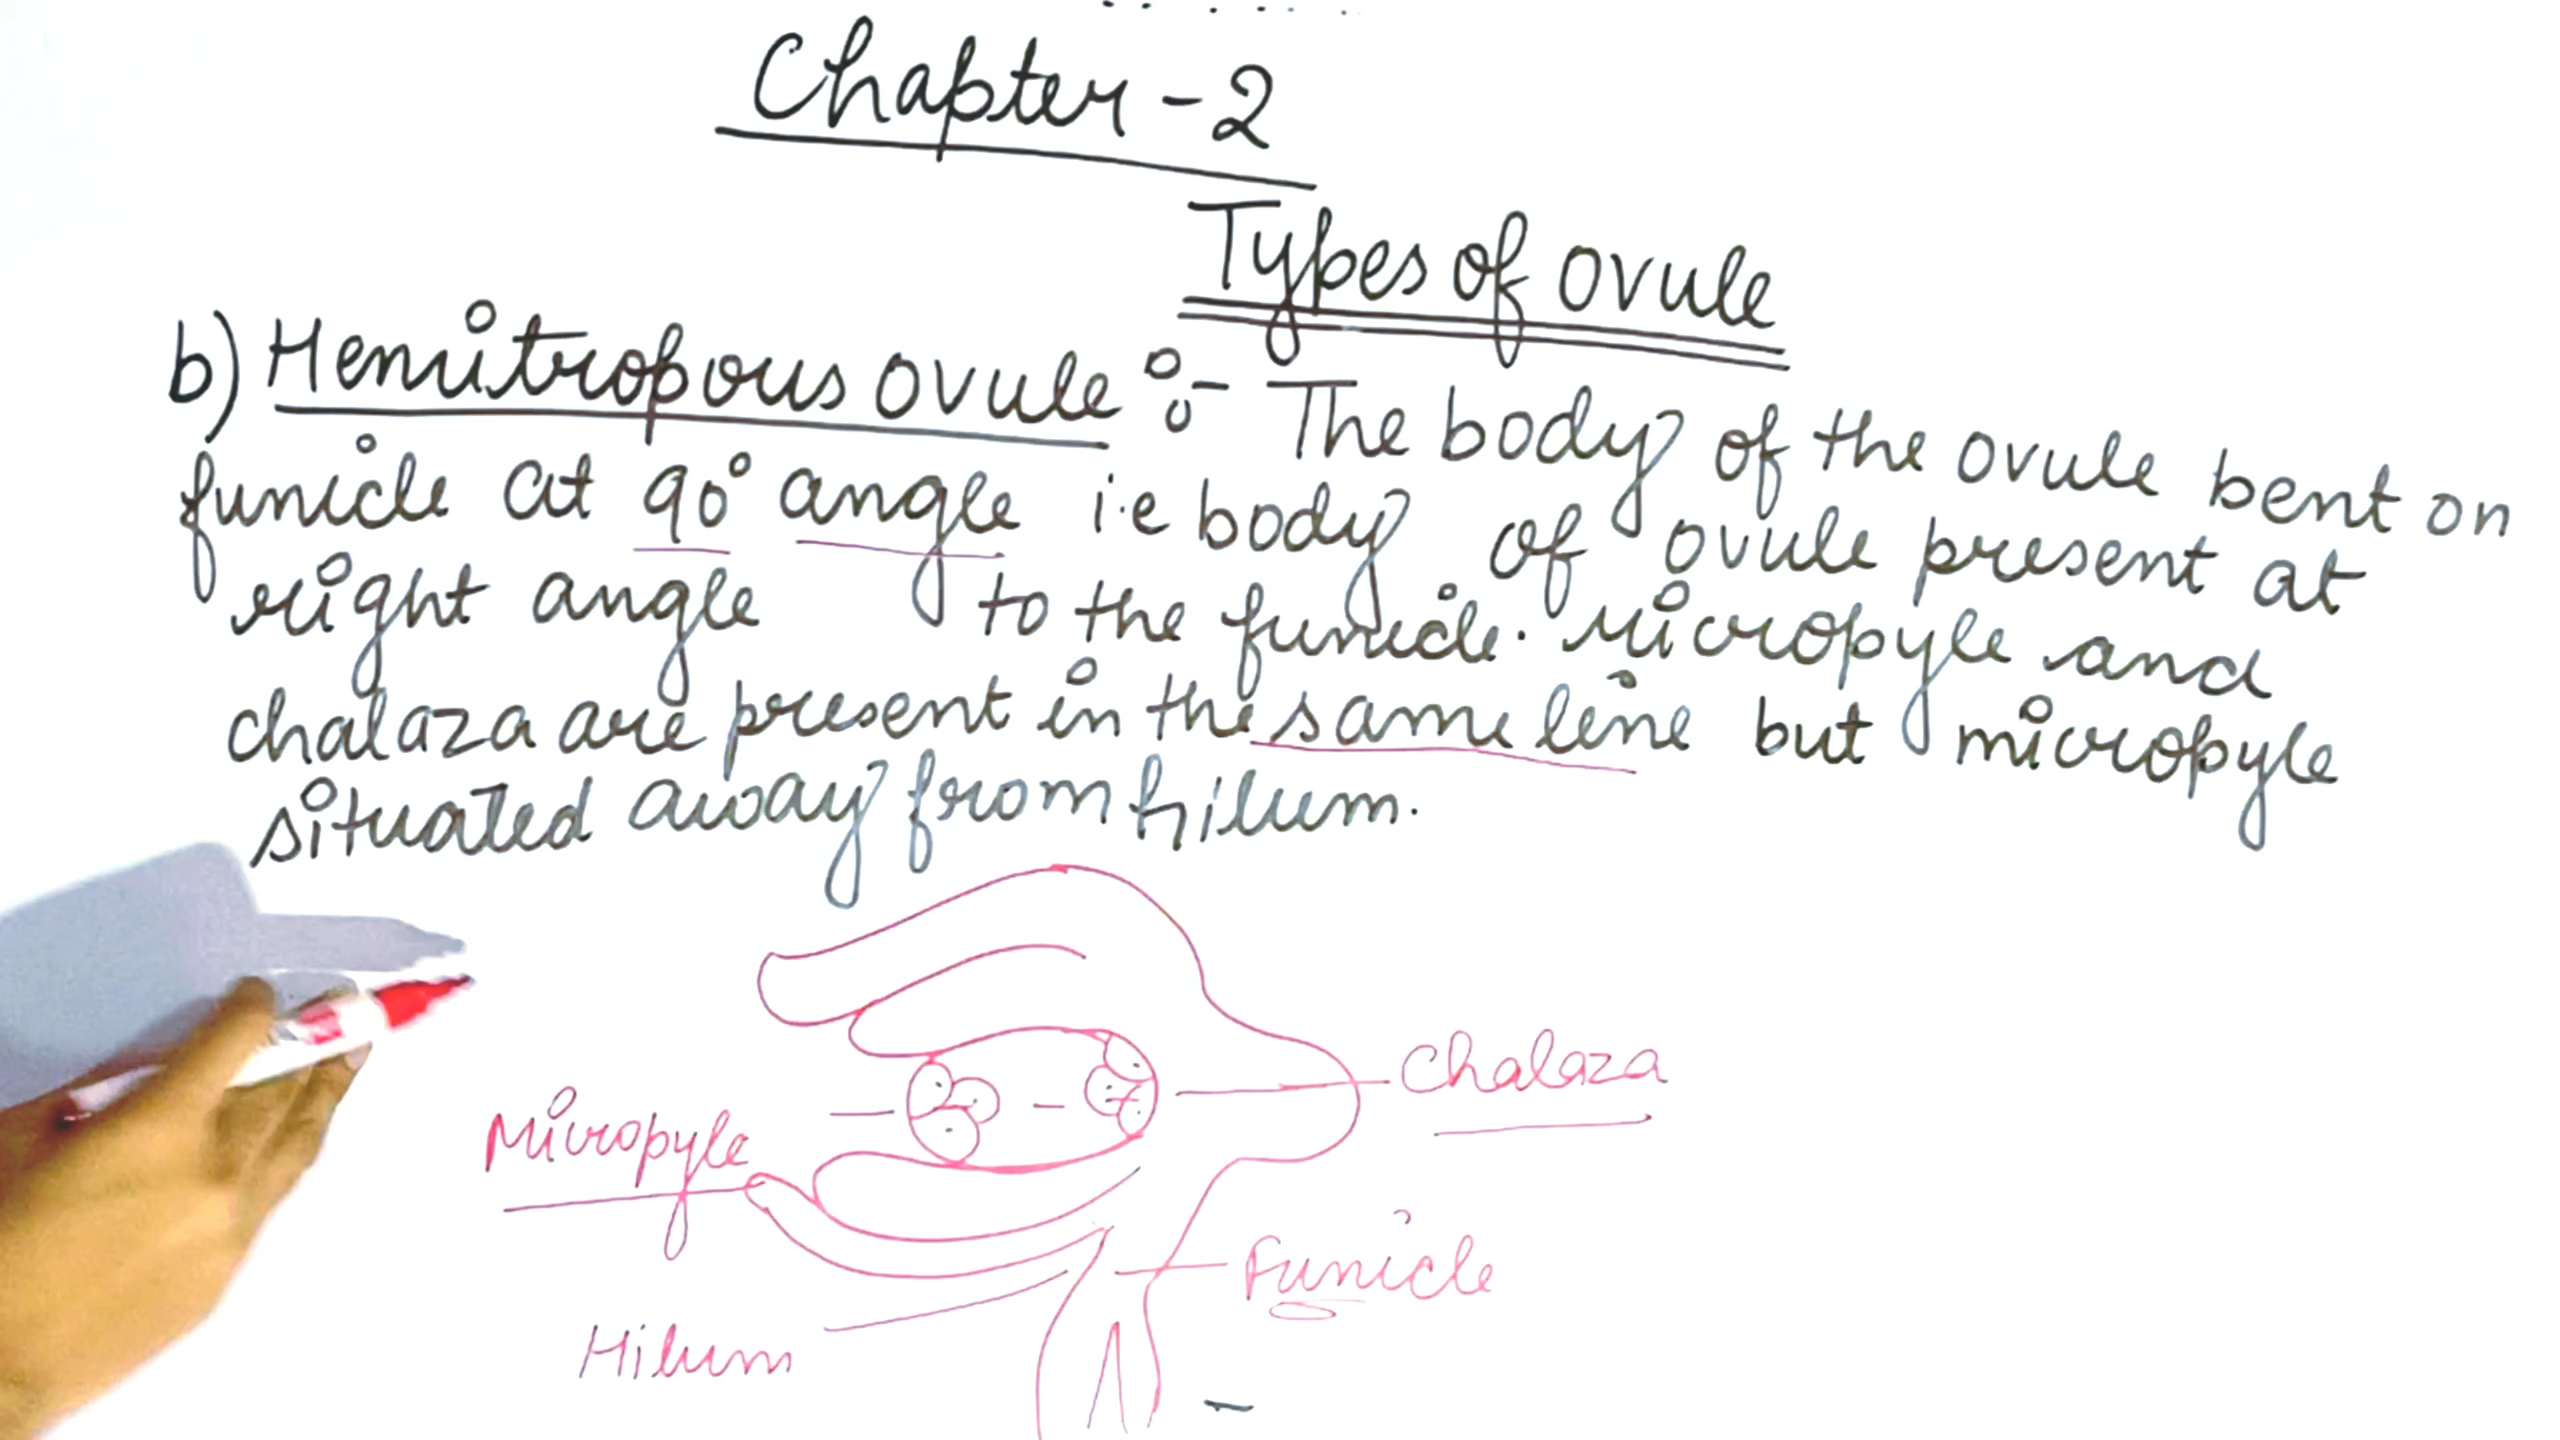 Chapter - 2
Types of ovule
b) Hemitropous ovule :- The body of the ovule bent on
funicle at 90° angle i.e body of ovule present at
right angle to the funicle. Micropyle and
chalaza are present in the same line but micropyle
situated away from hilum.
Chalaza
Micropyle
Funicle
Hilum